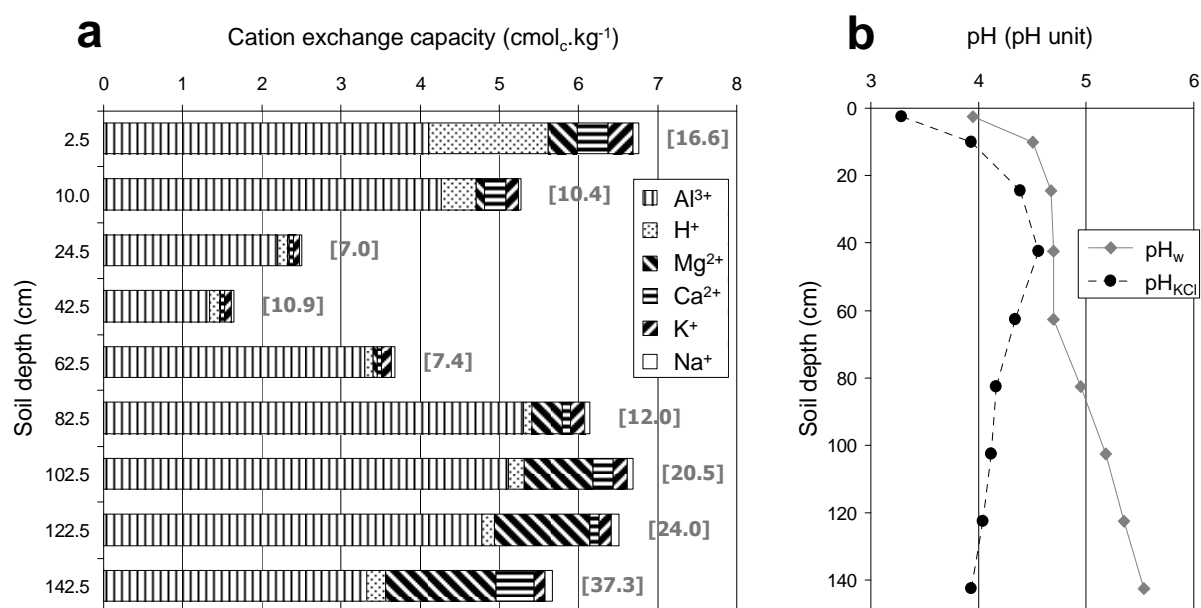 a
Cation exchange capacity (cmolc.kg-1)
0 1 2 3 4 5 6 7 8
Soil depth (cm)
2.5 [16.6]
10.0 [10.4]
24.5 [7.0]
42.5 [10.9]
62.5 [7.4]
82.5 [12.0]
102.5 [20.5]
122.5 [24.0]
142.5 [37.3]
Al3+
H+
Mg2+
Ca2+
K+
Na+
b
pH (pH unit)
3 4 5 6
Soil depth (cm)
0
20
40
60
80
100
120
140
pHw
pHKCl